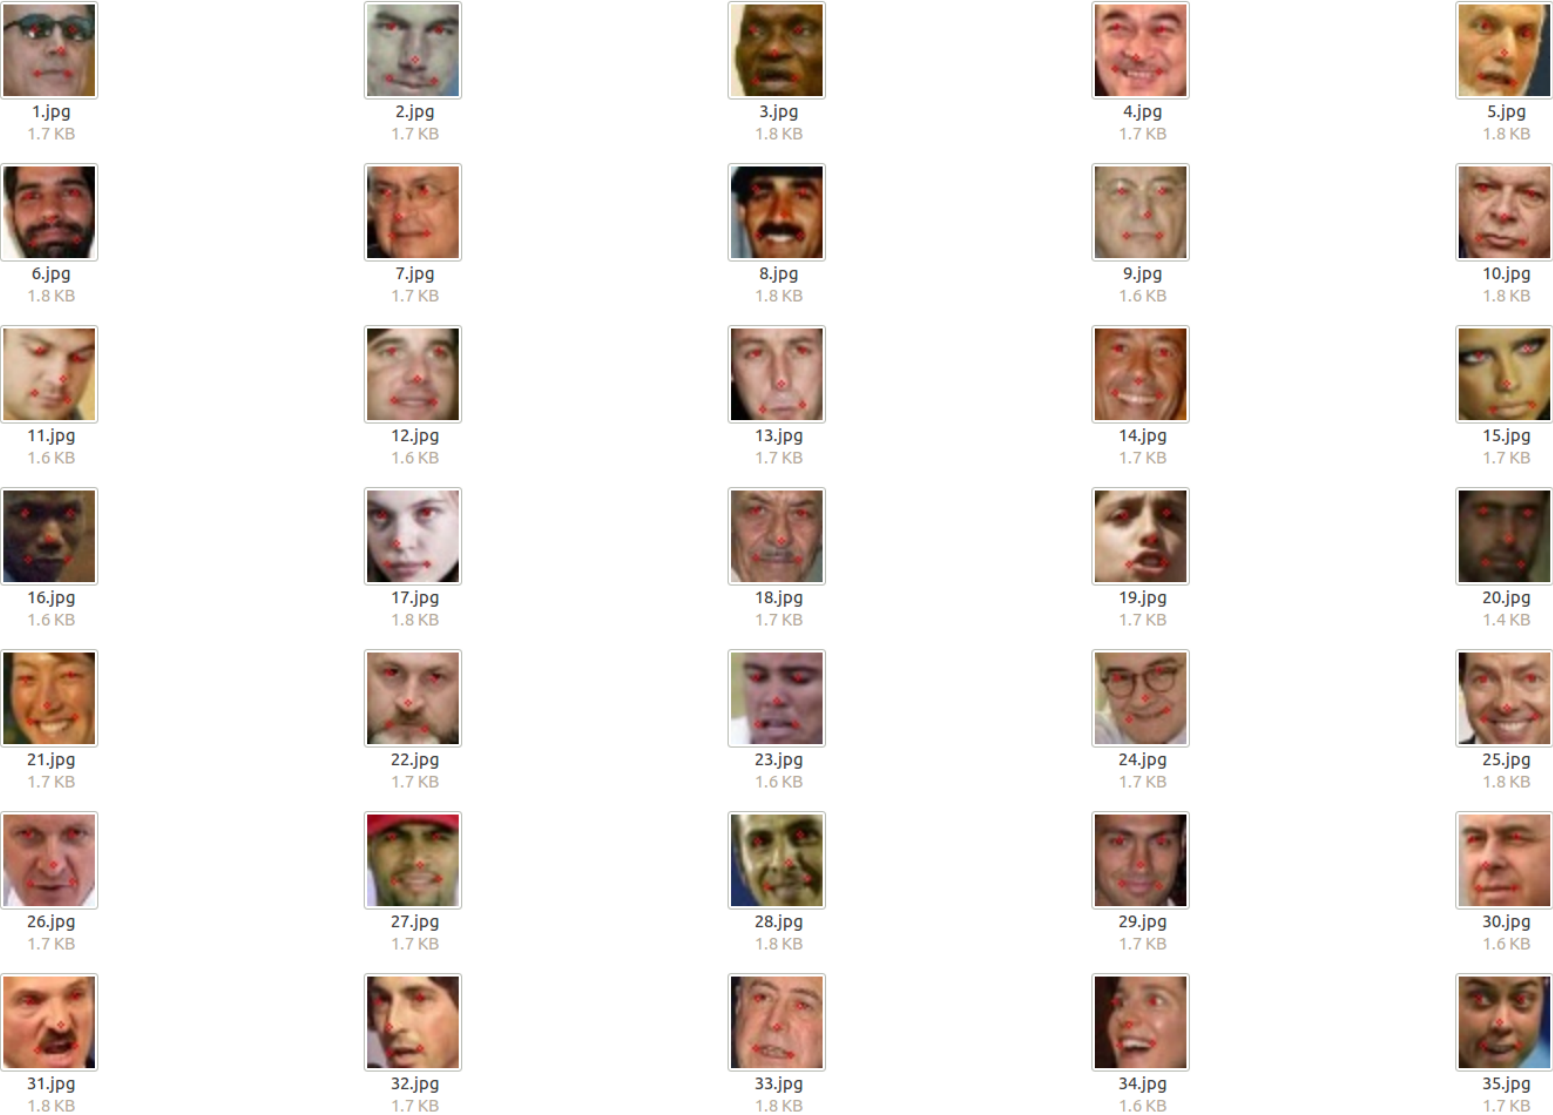 1.jpg 2.jpg 3.jpg 4.jpg 5.jpg
1.7 KB 1.7 KB 1.8 KB 1.7 KB 1.8 KB
6.jpg 7.jpg 8.jpg 9.jpg 10.jpg
1.8 KB 1.7 KB 1.8 KB 1.6 KB 1.8 KB
11.jpg 12.jpg 13.jpg 14.jpg 15.jpg
1.6 KB 1.6 KB 1.7 KB 1.7 KB 1.7 KB
16.jpg 17.jpg 18.jpg 19.jpg 20.jpg
1.6 KB 1.8 KB 1.7 KB 1.7 KB 1.4 KB
21.jpg 22.jpg 23.jpg 24.jpg 25.jpg
1.7 KB 1.7 KB 1.6 KB 1.7 KB 1.8 KB
26.jpg 27.jpg 28.jpg 29.jpg 30.jpg
1.7 KB 1.7 KB 1.8 KB 1.7 KB 1.6 KB
31.jpg 32.jpg 33.jpg 34.jpg 35.jpg
1.8 KB 1.7 KB 1.8 KB 1.6 KB 1.7 KB